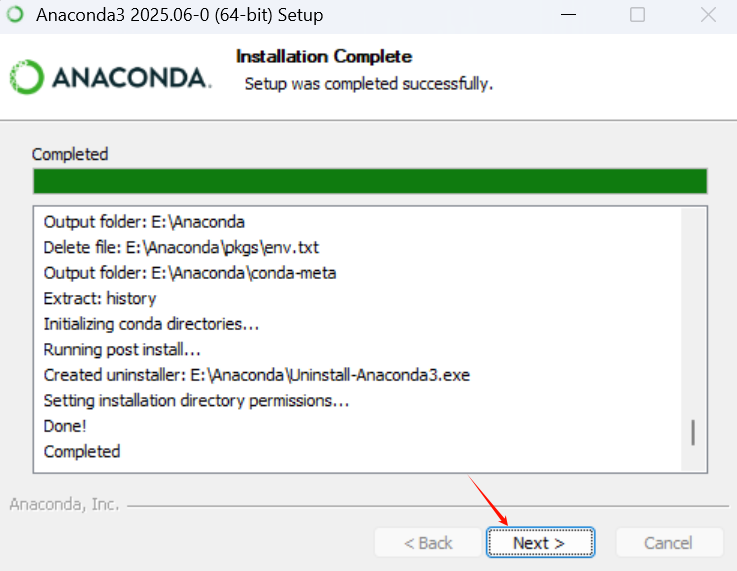 Anaconda3 2025.06-0 (64-bit) Setup
ANACONDA.
Installation Complete
Setup was completed successfully.
Completed
Output folder: E:\Anaconda
Delete file: E:\Anaconda\pkgs\env.txt
Output folder: E:\Anaconda\conda-meta
Extract: history
Initializing conda directories...
Running post install...
Created uninstaller: E:\Anaconda\Uninstall-Anaconda3.exe
Setting installation directory permissions...
Done!
Completed
Anaconda, Inc.
< Back Next > Cancel